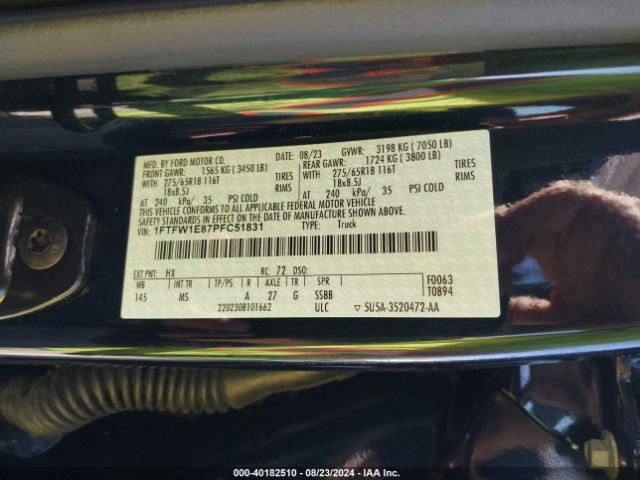 MFD. BY FORD MOTOR CO.
DATE: 08/23 GVWR: 3198 KG ( 7050 LB)
FRONT GAWR: 1565 KG ( 3450 LB) REAR GAWR: 1724 KG ( 3800 LB)
WITH 275/65R18 116T TIRES WITH 275/65R18 116T TIRES
18x8.5J RIMS 18x8.5J RIMS
AT 240 kPa/ 35 PSI COLD AT 240 kPa/ 35 PSI COLD
THIS VEHICLE CONFORMS TO ALL APPLICABLE FEDERAL MOTOR VEHICLE
SAFETY STANDARDS IN EFFECT ON THE DATE OF MANUFACTURE SHOWN ABOVE.
VIN: 1FTFW1E87PFC51831 TYPE: Truck
EXT PNT: HX RC: 72 DSO: F0063
WB INT TR TP/PS R AXLE TR SPR T0894
145 MS A 27 G SSBB
2202308101662 ULC ▽ 5U5A-3520472-AA
000-40182510 - 08/23/2024 - IAA Inc.